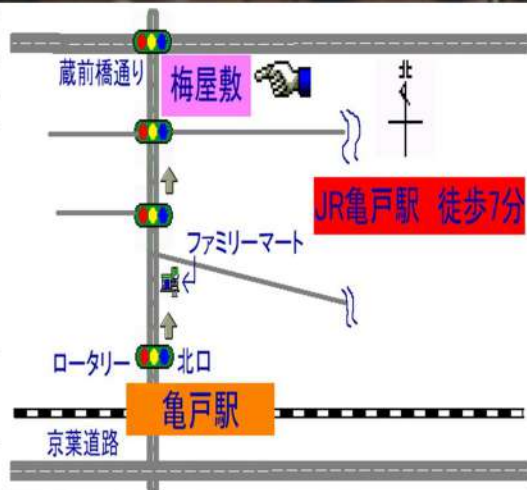 蔵前橋通り
梅屋敷
北
JR亀戸駅 徒歩7分
ファミリーマート
ロータリー
北口
亀戸駅
京葉道路